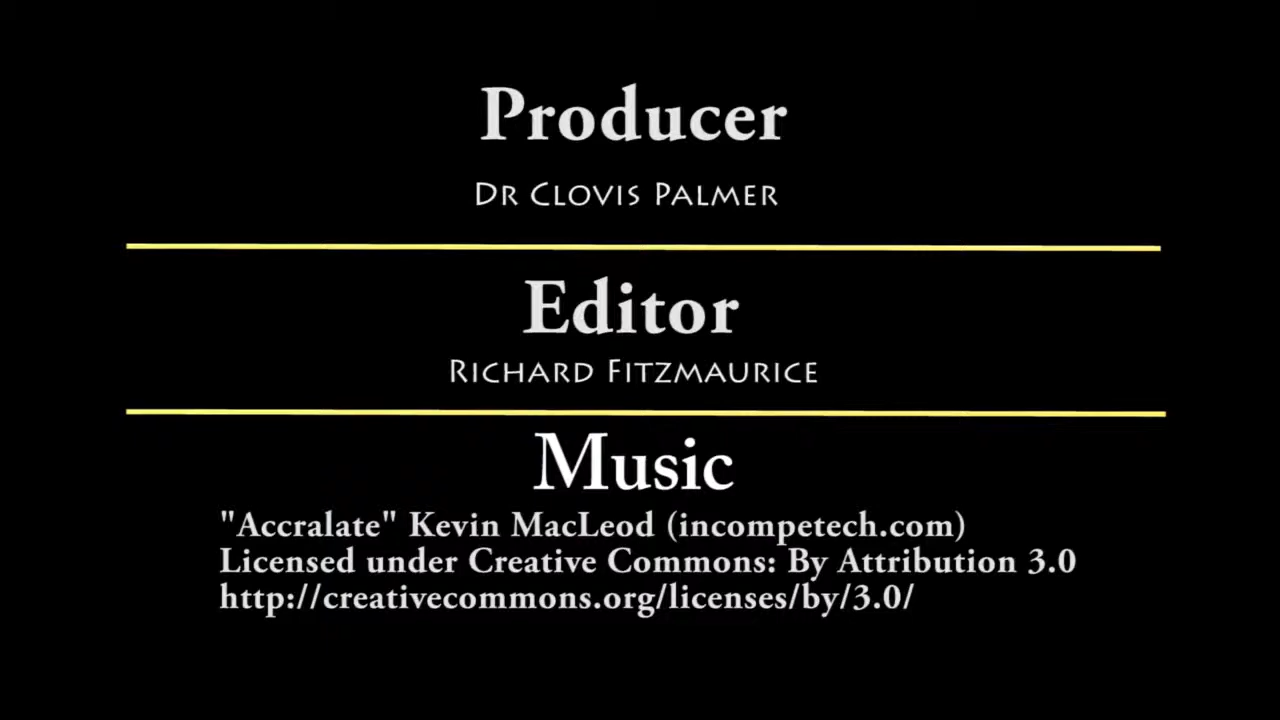 Producer
Dr Clovis Palmer
Editor
Richard Fitzmaurice
Music
"Accralate" Kevin MacLeod (incompetech.com)
Licensed under Creative Commons: By Attribution 3.0
http://creativecommons.org/licenses/by/3.0/